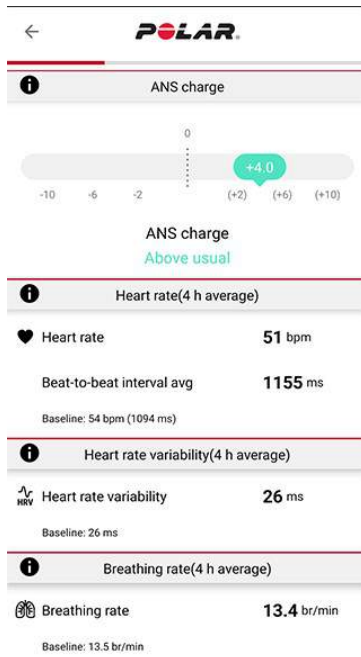 POLAR.
ANS charge
0
+4.0
-10 -6 -2 (+2) (+6) (+10)
ANS charge
Above usual
Heart rate(4 h average)
Heart rate 51 bpm
Beat-to-beat interval avg 1155 ms
Baseline: 54 bpm (1094 ms)
Heart rate variability(4 h average)
HRV Heart rate variability 26 ms
Baseline: 26 ms
Breathing rate(4 h average)
Breathing rate 13.4 br/min
Baseline: 13.5 br/min